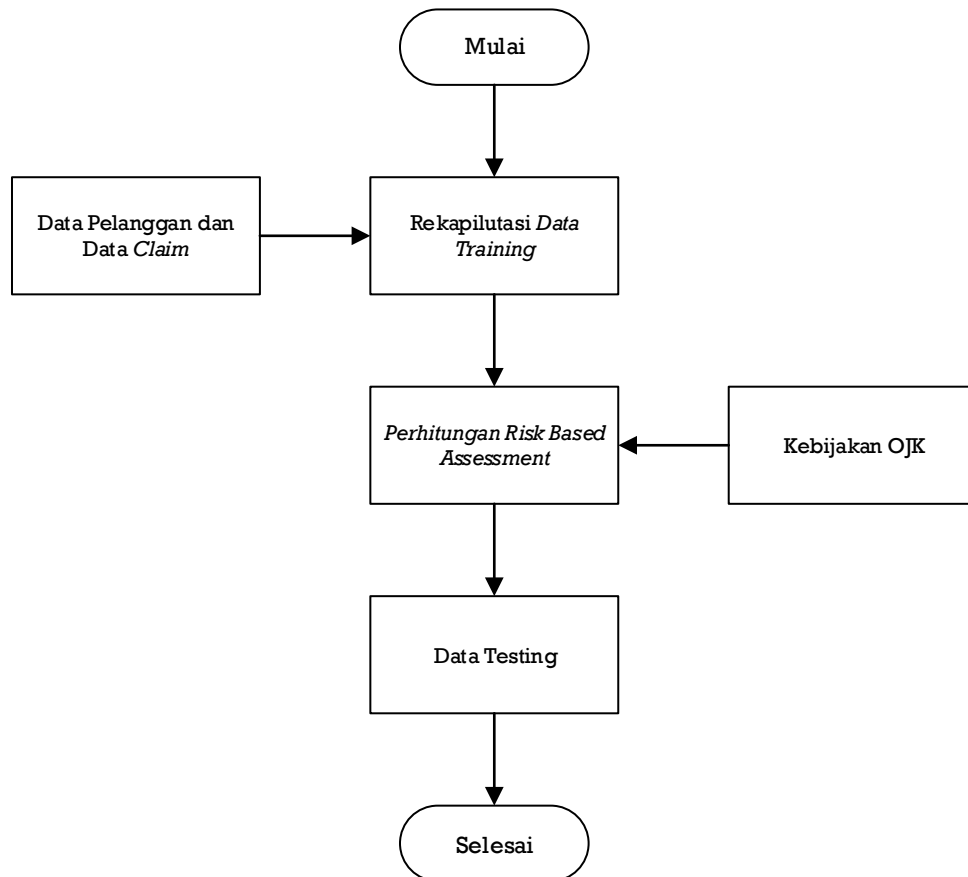 Mulai
Data Pelanggan dan
Data Claim
Rekapilutasi Data
Training
Perhitungan Risk Based
Assessment
Kebijakan OJK
Data Testing
Selesai